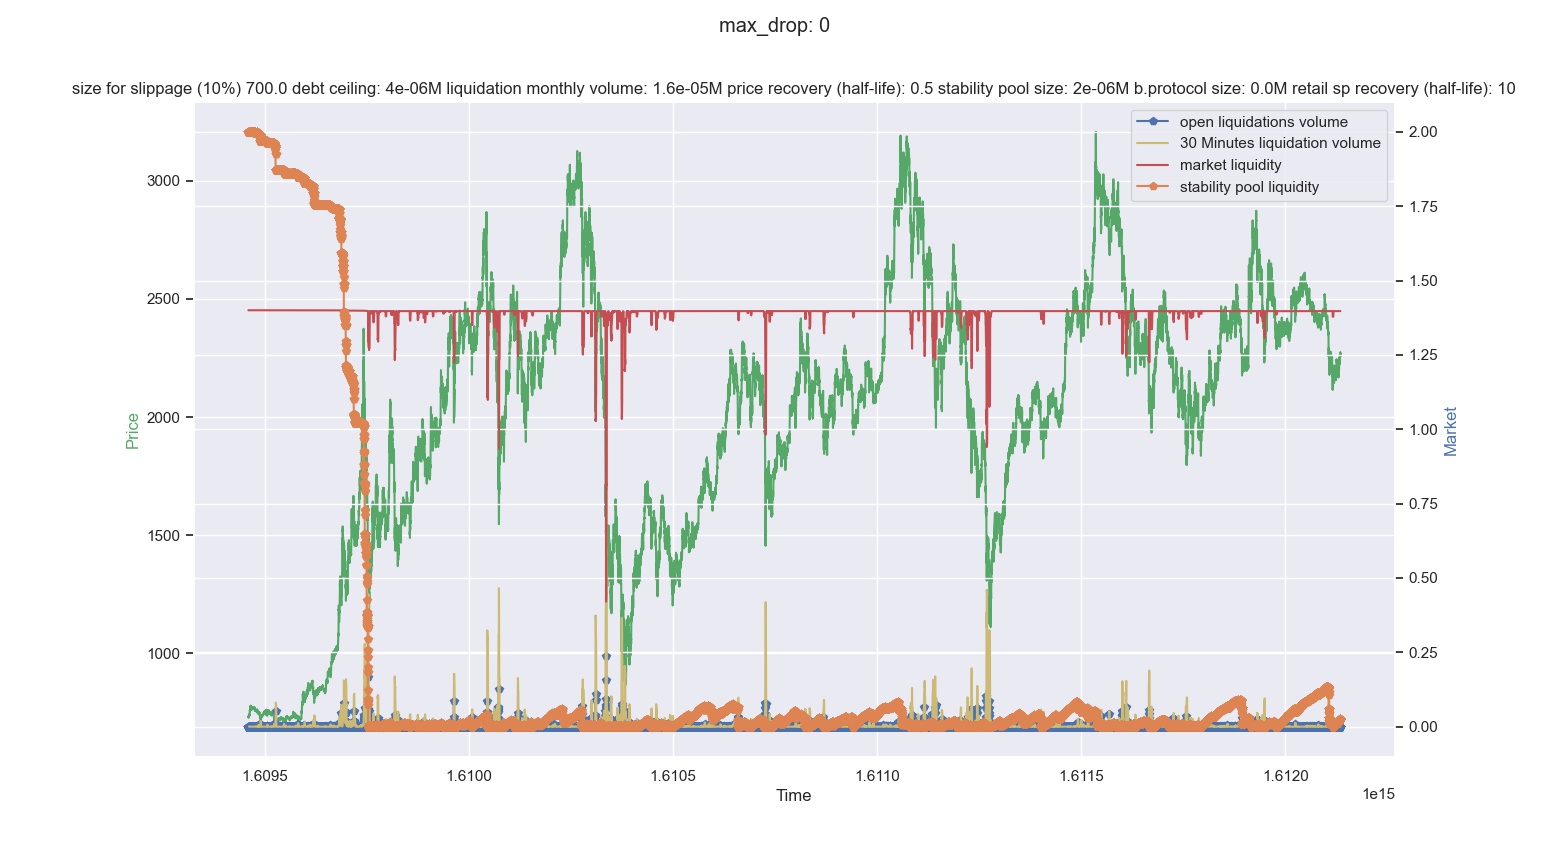 max_drop: 0
size for slippage (10%) 700.0 debt ceiling: 4e-06M liquidation monthly volume: 1.6e-05M price recovery (half-life): 0.5 stability pool size: 2e-06M b.protocol size: 0.0M retail sp recovery (half-life): 10
open liquidations volume
30 Minutes liquidation volume
market liquidity
stability pool liquidity
3000
2500
2000
1500
1000
Price
2.00
1.75
1.50
1.25
1.00
0.75
0.50
0.25
0.00
Market
1.6095 1.6100 1.6105 1.6110 1.6115 1.6120
Time
1e15